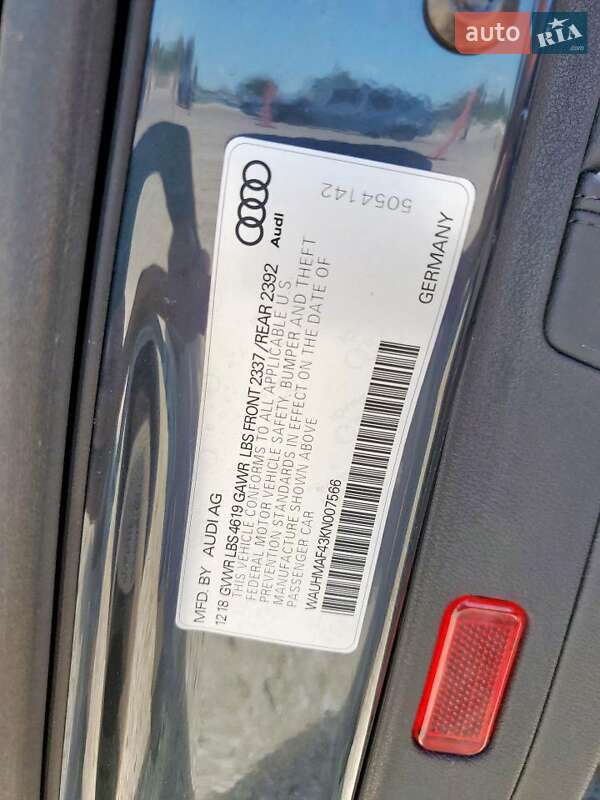 auto RIA.com
Audi
5054142
MFD. BY AUDI AG
12 18 GVWR LBS 4619 GAWR LBS FRONT 2337 / REAR 2392
THIS VEHICLE CONFORMS TO ALL APPLICABLE U S
FEDERAL MOTOR VEHICLE SAFETY, BUMPER AND THEFT
PREVENTION STANDARDS IN EFFECT ON THE DATE OF
MANUFACTURE SHOWN ABOVE
PASSENGER CAR
WAUHMAF43KN007566
GERMANY